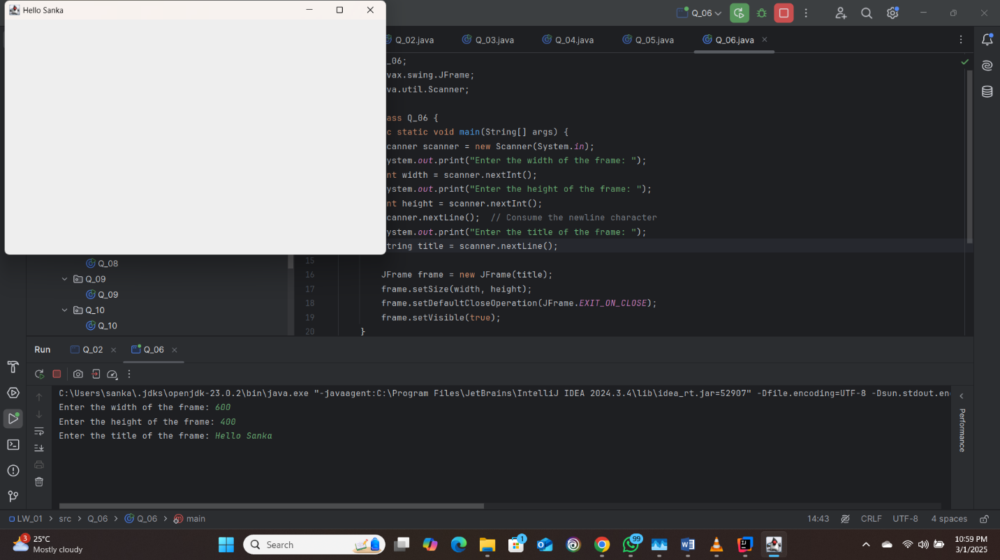 Hello Sanka
Q_06
Q_02.java
Q_03.java
Q_04.java
Q_05.java
Q_06.java
_06;
vax.swing.JFrame;
va.util.Scanner;
ass Q_06 {
c static void main(String[] args) {
canner scanner = new Scanner(System.in);
ystem.out.print("Enter the width of the frame: ");
nt width = scanner.nextInt();
ystem.out.print("Enter the height of the frame: ");
nt height = scanner.nextInt();
canner.nextLine();  // Consume the newline character
ystem.out.print("Enter the title of the frame: ");
tring title = scanner.nextLine();
15
16 JFrame frame = new JFrame(title);
17 frame.setSize(width, height);
18 frame.setDefaultCloseOperation(JFrame.EXIT_ON_CLOSE);
19 frame.setVisible(true);
20 }
Q_08
Q_09
Q_09
Q_10
Q_10
Run
Q_02
Q_06
C:\Users\sanka\.jdks\openjdk-23.0.2\bin\java.exe "-javaagent:C:\Program Files\JetBrains\IntelliJ IDEA 2024.3.4\lib\idea_rt.jar=52907" -Dfile.encoding=UTF-8 -Dsun.stdout.en
Enter the width of the frame: 600
Enter the height of the frame: 400
Enter the title of the frame: Hello Sanka
Performance
LW_01 > src > Q_06 > Q_06 > main
14:43 CRLF UTF-8 4 spaces
3
25°C
Mostly cloudy
Search
1
99
10:59 PM
3/1/2025